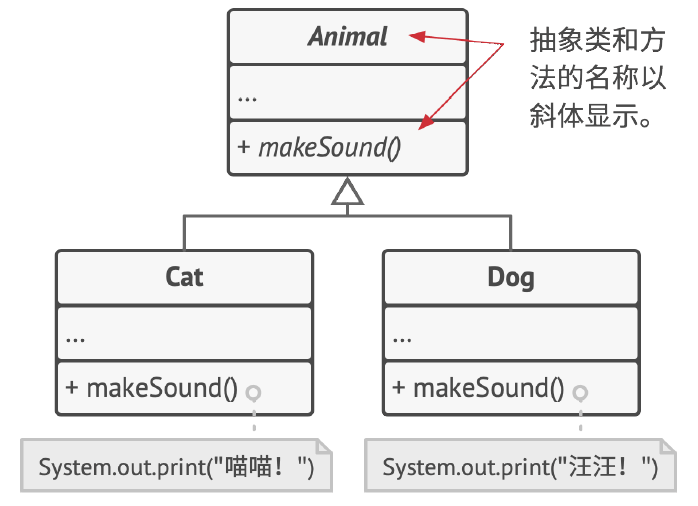 Animal
...
+ makeSound()
抽象类和方
法的名称以
斜体显示。
Cat
...
+ makeSound()
System.out.print("喵喵！")
Dog
...
+ makeSound()
System.out.print("汪汪！")